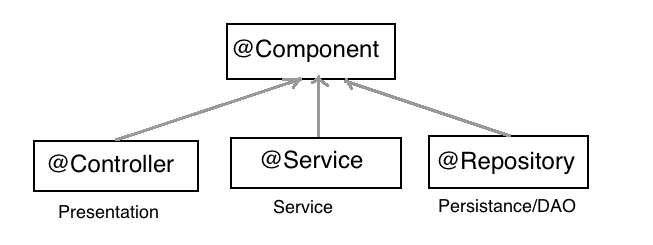 @Component
@Controller
@Service
@Repository
Presentation
Service
Persistance/DAO